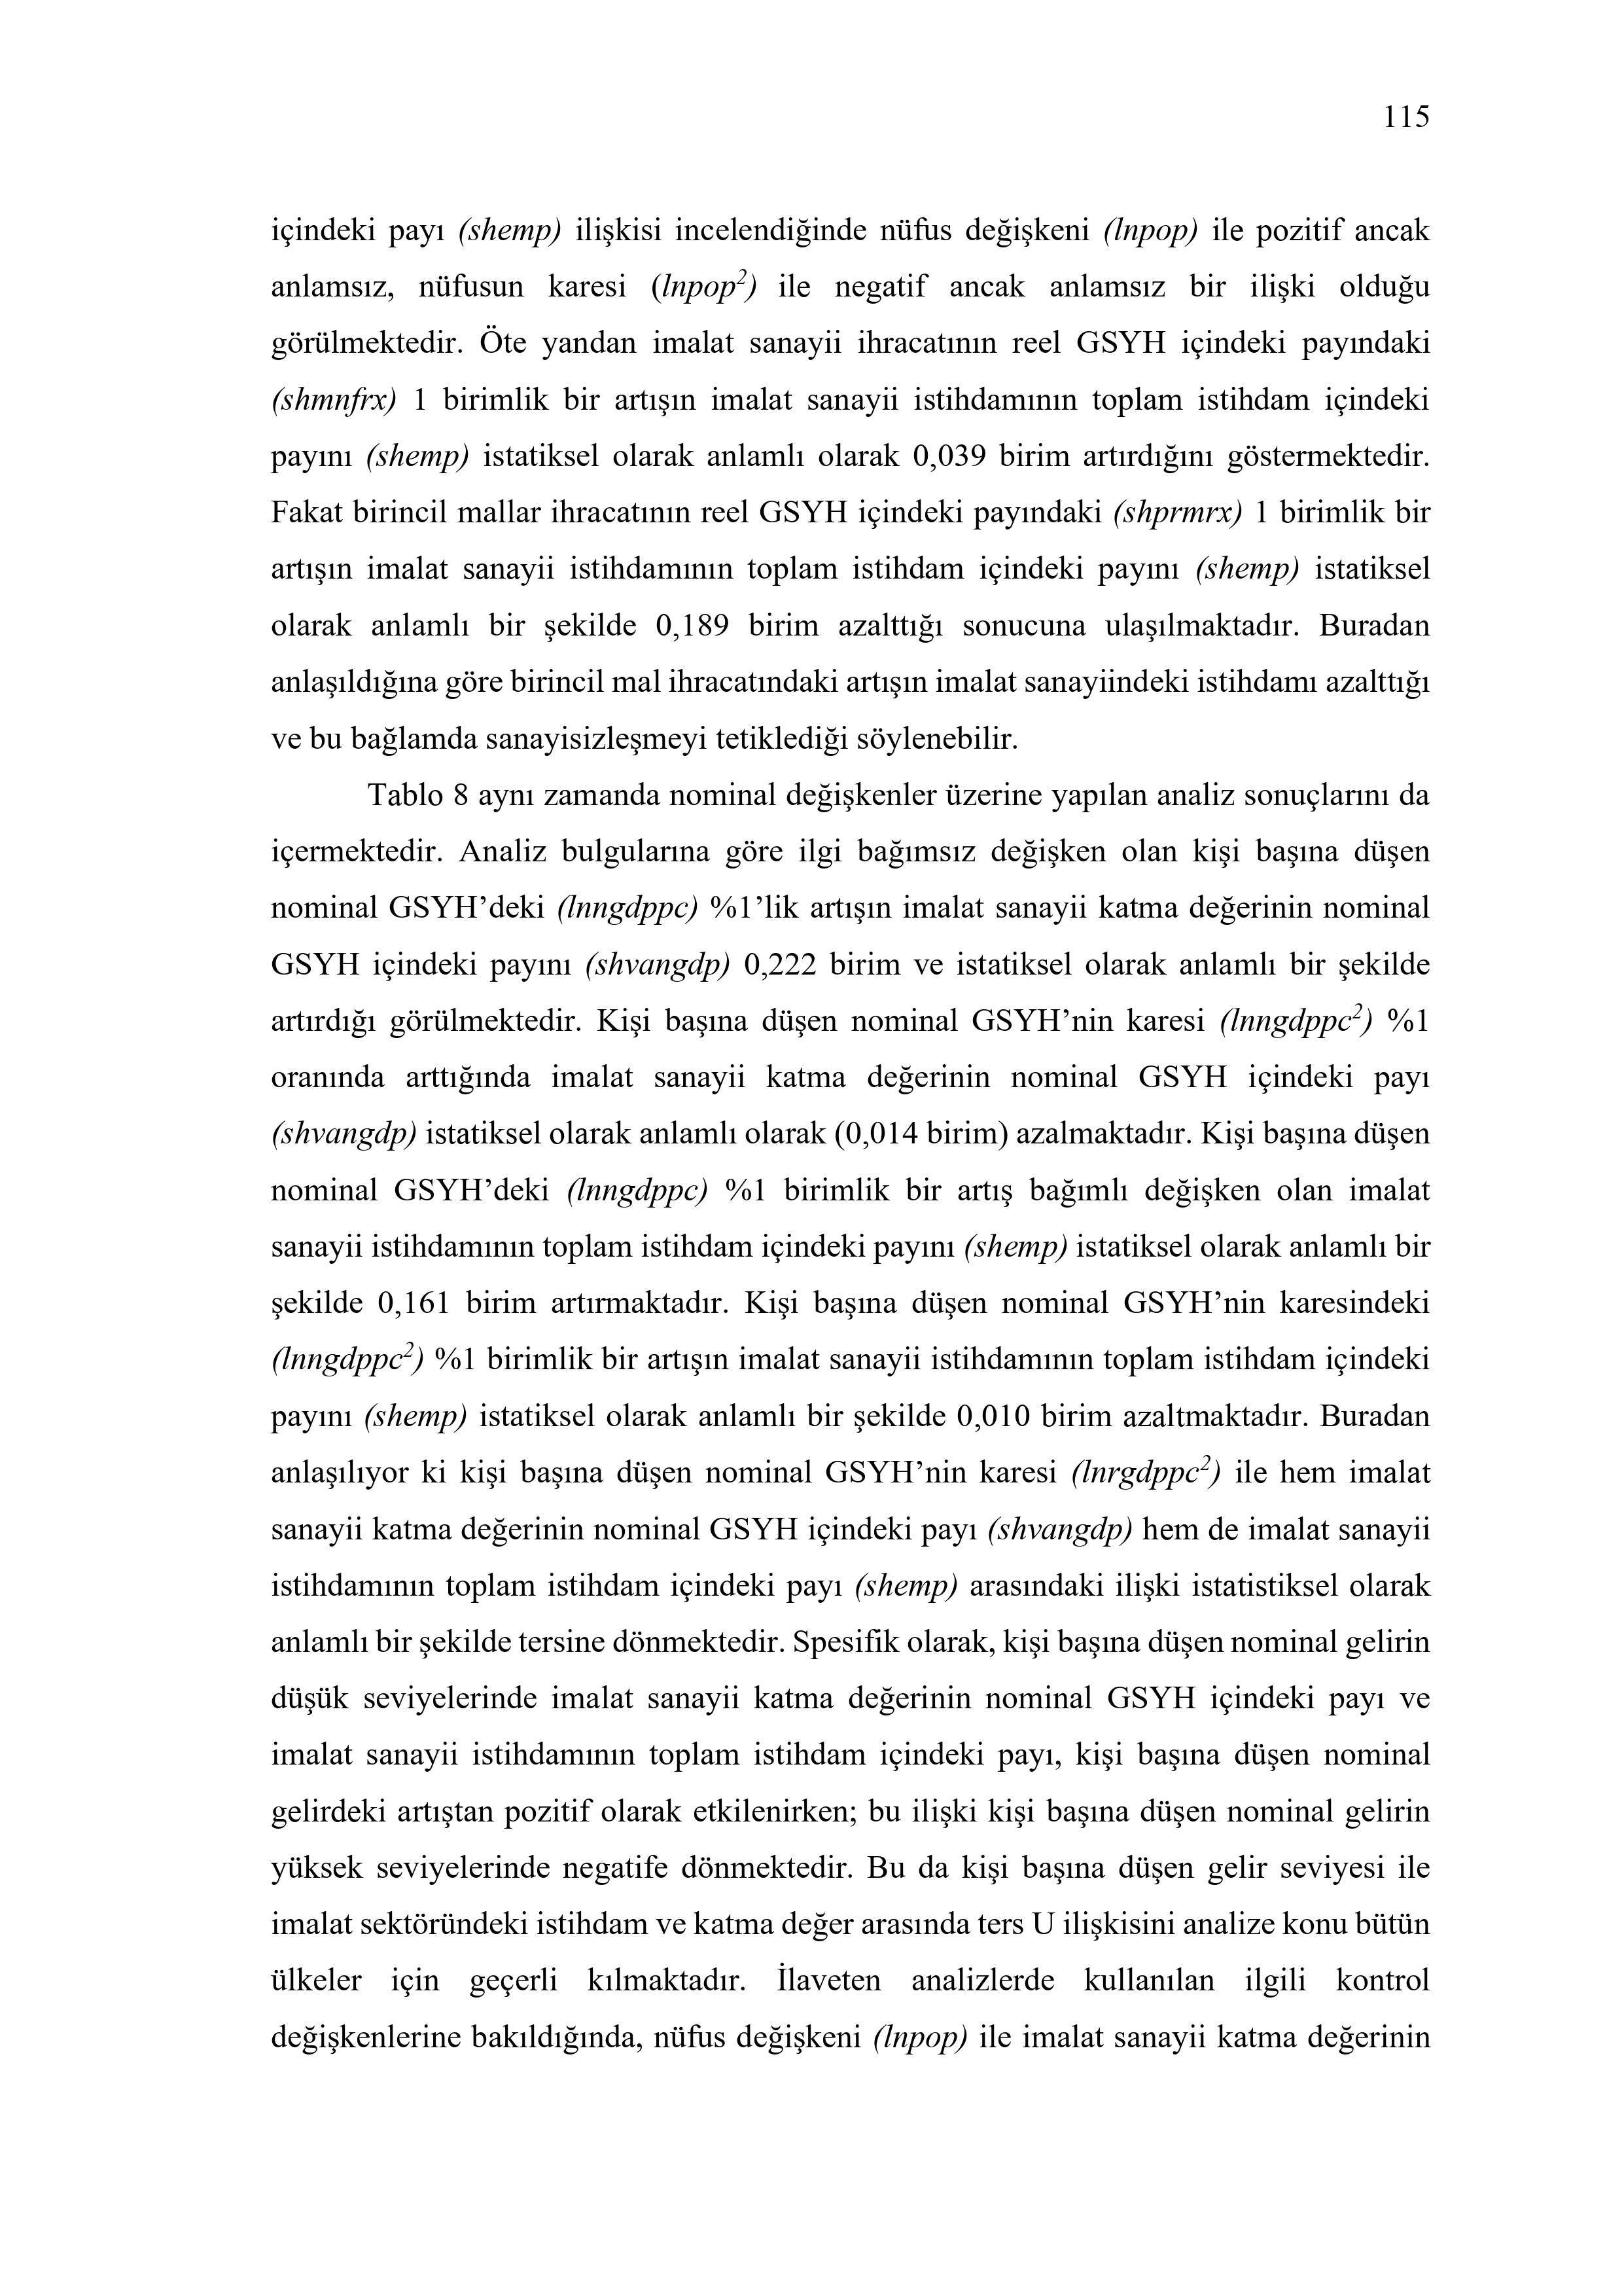 115
içindeki payı (shemp) ilişkisi incelendiğinde nüfus değişkeni (lnpop) ile pozitif ancak
anlamsız, nüfusun karesi (lnpop²) ile negatif ancak anlamsız bir ilişki olduğu
görülmektedir. Öte yandan imalat sanayii ihracatının reel GSYH içindeki payındaki
(shmnfrx) 1 birimlik bir artışın imalat sanayii istihdamının toplam istihdam içindeki
payını (shemp) istatiksel olarak anlamlı olarak 0,039 birim artırdığını göstermektedir.
Fakat birincil mallar ihracatının reel GSYH içindeki payındaki (shprmrx) 1 birimlik bir
artışın imalat sanayii istihdamının toplam istihdam içindeki payını (shemp) istatiksel
olarak anlamlı bir şekilde 0,189 birim azalttığı sonucuna ulaşılmaktadır. Buradan
anlaşıldığına göre birincil mal ihracatındaki artışın imalat sanayiindeki istihdamı azalttığı
ve bu bağlamda sanayisizleşmeyi tetiklediği söylenebilir.
Tablo 8 aynı zamanda nominal değişkenler üzerine yapılan analiz sonuçlarını da
içermektedir. Analiz bulgularına göre ilgi bağımsız değişken olan kişi başına düşen
nominal GSYH’deki (lnngdppc) %1’lik artışın imalat sanayii katma değerinin nominal
GSYH içindeki payını (shvangdp) 0,222 birim ve istatiksel olarak anlamlı bir şekilde
artırdığı görülmektedir. Kişi başına düşen nominal GSYH’nin karesi (lnngdppc²) %1
oranında arttığında imalat sanayii katma değerinin nominal GSYH içindeki payı
(shvangdp) istatiksel olarak anlamlı olarak (0,014 birim) azalmaktadır. Kişi başına düşen
nominal GSYH’deki (lnngdppc) %1 birimlik bir artış bağımlı değişken olan imalat
sanayii istihdamının toplam istihdam içindeki payını (shemp) istatiksel olarak anlamlı bir
şekilde 0,161 birim artırmaktadır. Kişi başına düşen nominal GSYH’nin karesindeki
(lnngdppc²) %1 birimlik bir artışın imalat sanayii istihdamının toplam istihdam içindeki
payını (shemp) istatiksel olarak anlamlı bir şekilde 0,010 birim azaltmaktadır. Buradan
anlaşılıyor ki kişi başına düşen nominal GSYH’nin karesi (lnrgdppc²) ile hem imalat
sanayii katma değerinin nominal GSYH içindeki payı (shvangdp) hem de imalat sanayii
istihdamının toplam istihdam içindeki payı (shemp) arasındaki ilişki istatistiksel olarak
anlamlı bir şekilde tersine dönmektedir. Spesifik olarak, kişi başına düşen nominal gelirin
düşük seviyelerinde imalat sanayii katma değerinin nominal GSYH içindeki payı ve
imalat sanayii istihdamının toplam istihdam içindeki payı, kişi başına düşen nominal
gelirdeki artıştan pozitif olarak etkilenirken; bu ilişki kişi başına düşen nominal gelirin
yüksek seviyelerinde negatife dönmektedir. Bu da kişi başına düşen gelir seviyesi ile
imalat sektöründeki istihdam ve katma değer arasında ters U ilişkisini analize konu bütün
ülkeler için geçerli kılmaktadır. İlaveten analizlerde kullanılan ilgili kontrol
değişkenlerine bakıldığında, nüfus değişkeni (lnpop) ile imalat sanayii katma değerinin